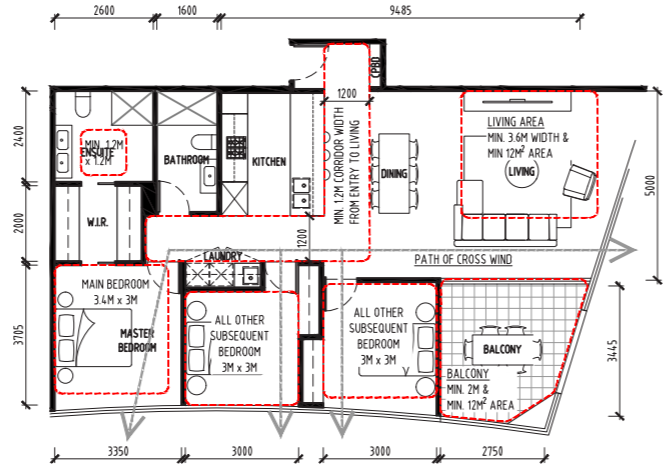 2600
1600
9485
CPBD
1200
2400
2000
3705
MIN. 1.2M
ENSUITE
x 1.2M
BATHROOM
KITCHEN
MIN. 1.2M CORRIDOR WIDTH
FROM ENTRY TO LIVING
DINING
LIVING AREA
MIN. 3.6M WIDTH &
MIN 12M² AREA
LIVING
5000
W.I.R.
1200
LAUNDRY
PATH OF CROSS WIND
MAIN BEDROOM
3.4M x 3M
MASTER
BEDROOM
ALL OTHER
SUBSEQUENT
BEDROOM
3M x 3M
ALL OTHER
SUBSEQUENT
BEDROOM
3M x 3M
BALCONY
BALCONY
MIN. 2M &
MIN. 12M² AREA
3445
3350
3000
3000
2750